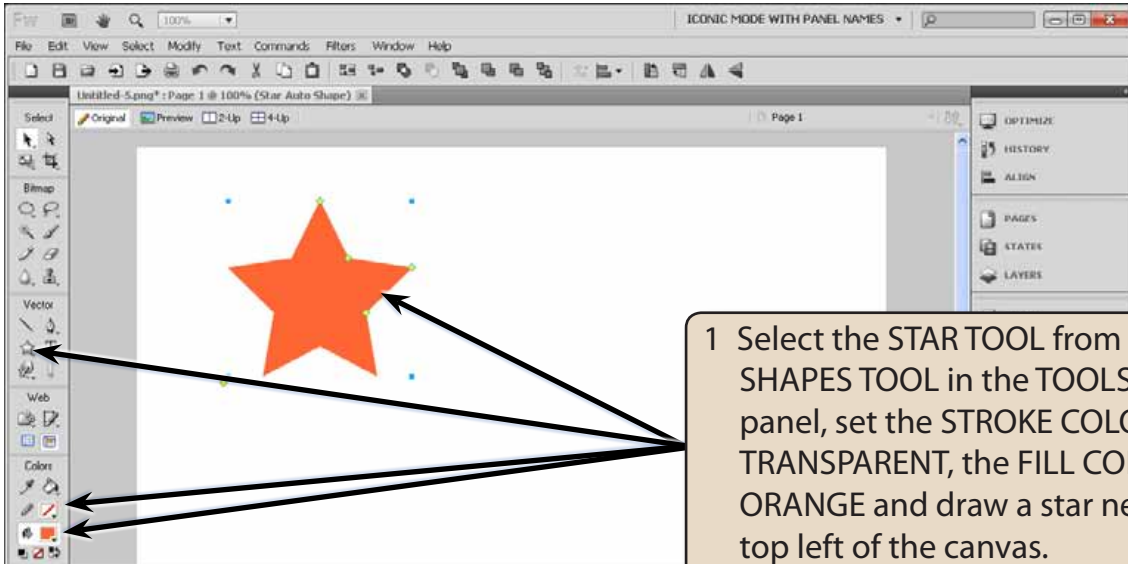 Fw 100% ICONIC MODE WITH PANEL NAMES
File Edit View Select Modify Text Commands Filters Window Help
Untitled-5.png* : Page 1 @ 100% (Star Auto Shape)
Select Original Preview 2-Up 4-Up Page 1
OPTIMIZE
HISTORY
ALIGN
Bitmap
PAGES
STATES
LAYERS
Vector
Web
Colors
1 Select the STAR TOOL from
SHAPES TOOL in the TOOLS
panel, set the STROKE COLO
TRANSPARENT, the FILL CO
ORANGE and draw a star ne
top left of the canvas.